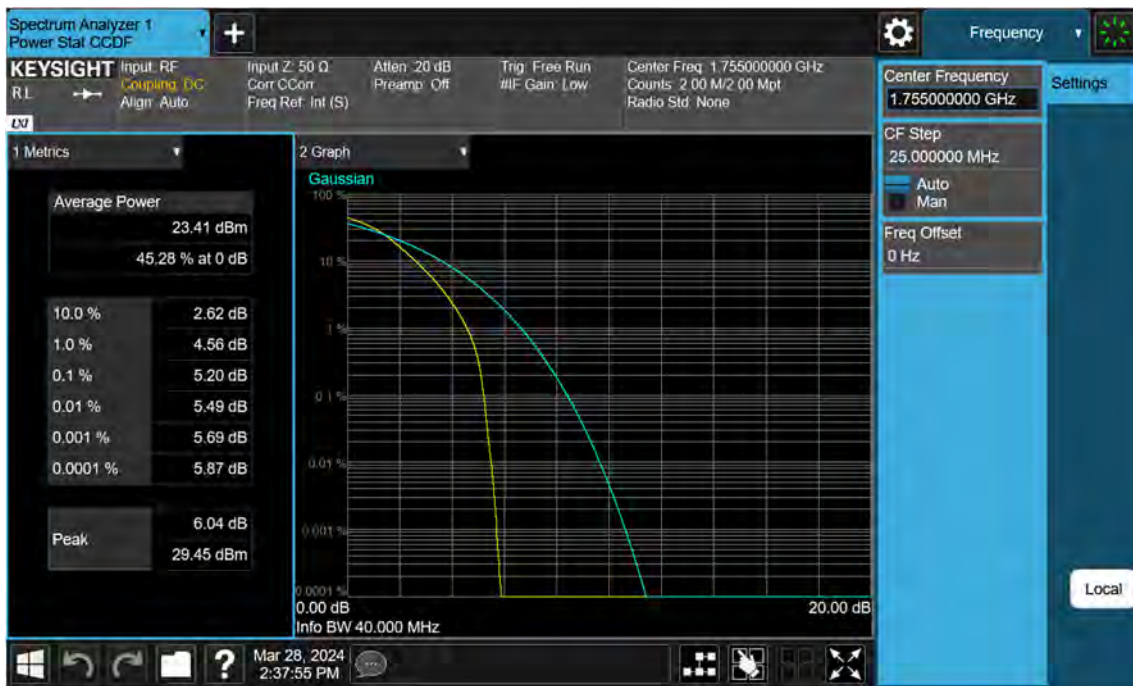 Spectrum Analyzer 1
Power Stat CCDF
Frequency
KEYSIGHT
RL
LXI
Input: RF
Coupling: DC
Align: Auto
Input Z: 50 Ω
Corr CCorr
Freq Ref: Int (S)
Atten: 20 dB
Preamp: Off
Trig: Free Run
#IF Gain: Low
Center Freq: 1.755000000 GHz
Counts: 2.00 M/2.00 Mpt
Radio Std: None
1 Metrics
Average Power
23.41 dBm
45.28 % at 0 dB
10.0 % 2.62 dB
1.0 % 4.56 dB
0.1 % 5.20 dB
0.01 % 5.49 dB
0.001 % 5.69 dB
0.0001 % 5.87 dB
Peak
6.04 dB
29.45 dBm
2 Graph
Gaussian
100 %
10 %
1 %
0.1 %
0.01 %
0.001 %
0.0001 %
0.00 dB
20.00 dB
Info BW 40.000 MHz
Center Frequency
1.755000000 GHz
CF Step
25.000000 MHz
Auto
Man
Freq Offset
0 Hz
Settings
Local
?
Mar 28, 2024
2:37:55 PM